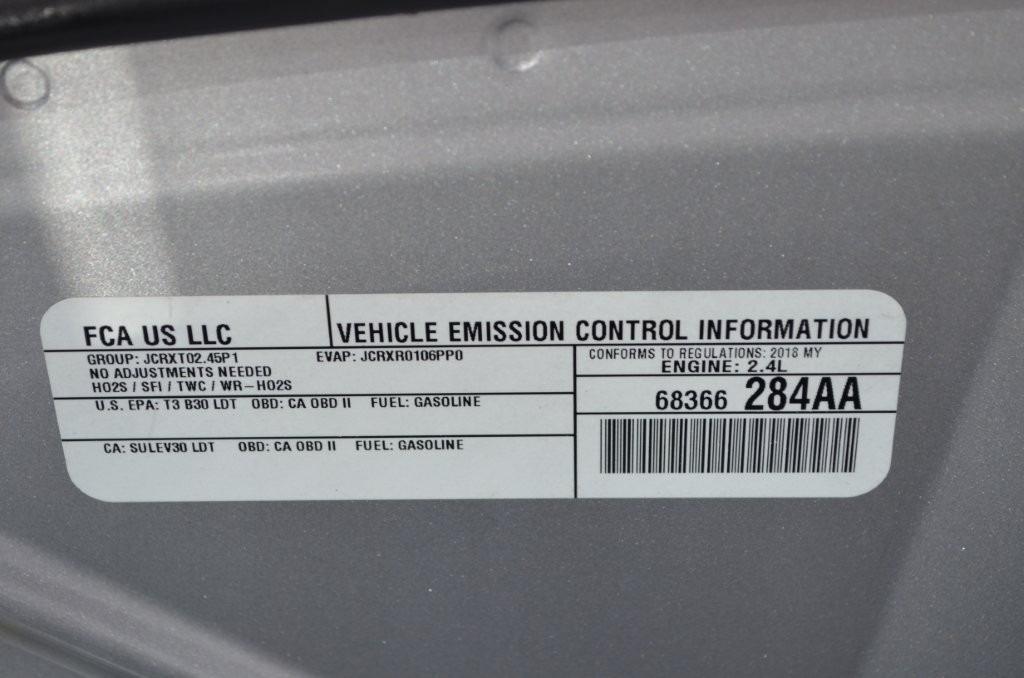 FCA US LLC
VEHICLE EMISSION CONTROL INFORMATION
GROUP: JCRXT02.45P1 EVAP: JCRXR0106PP0
NO ADJUSTMENTS NEEDED
HO2S / SFI / TWC / WR-HO2S
CONFORMS TO REGULATIONS: 2018 MY
ENGINE: 2.4L
U.S. EPA: T3 B30 LDT OBD: CA OBD II FUEL: GASOLINE
68366 284AA
CA: SULEV30 LDT OBD: CA OBD II FUEL: GASOLINE